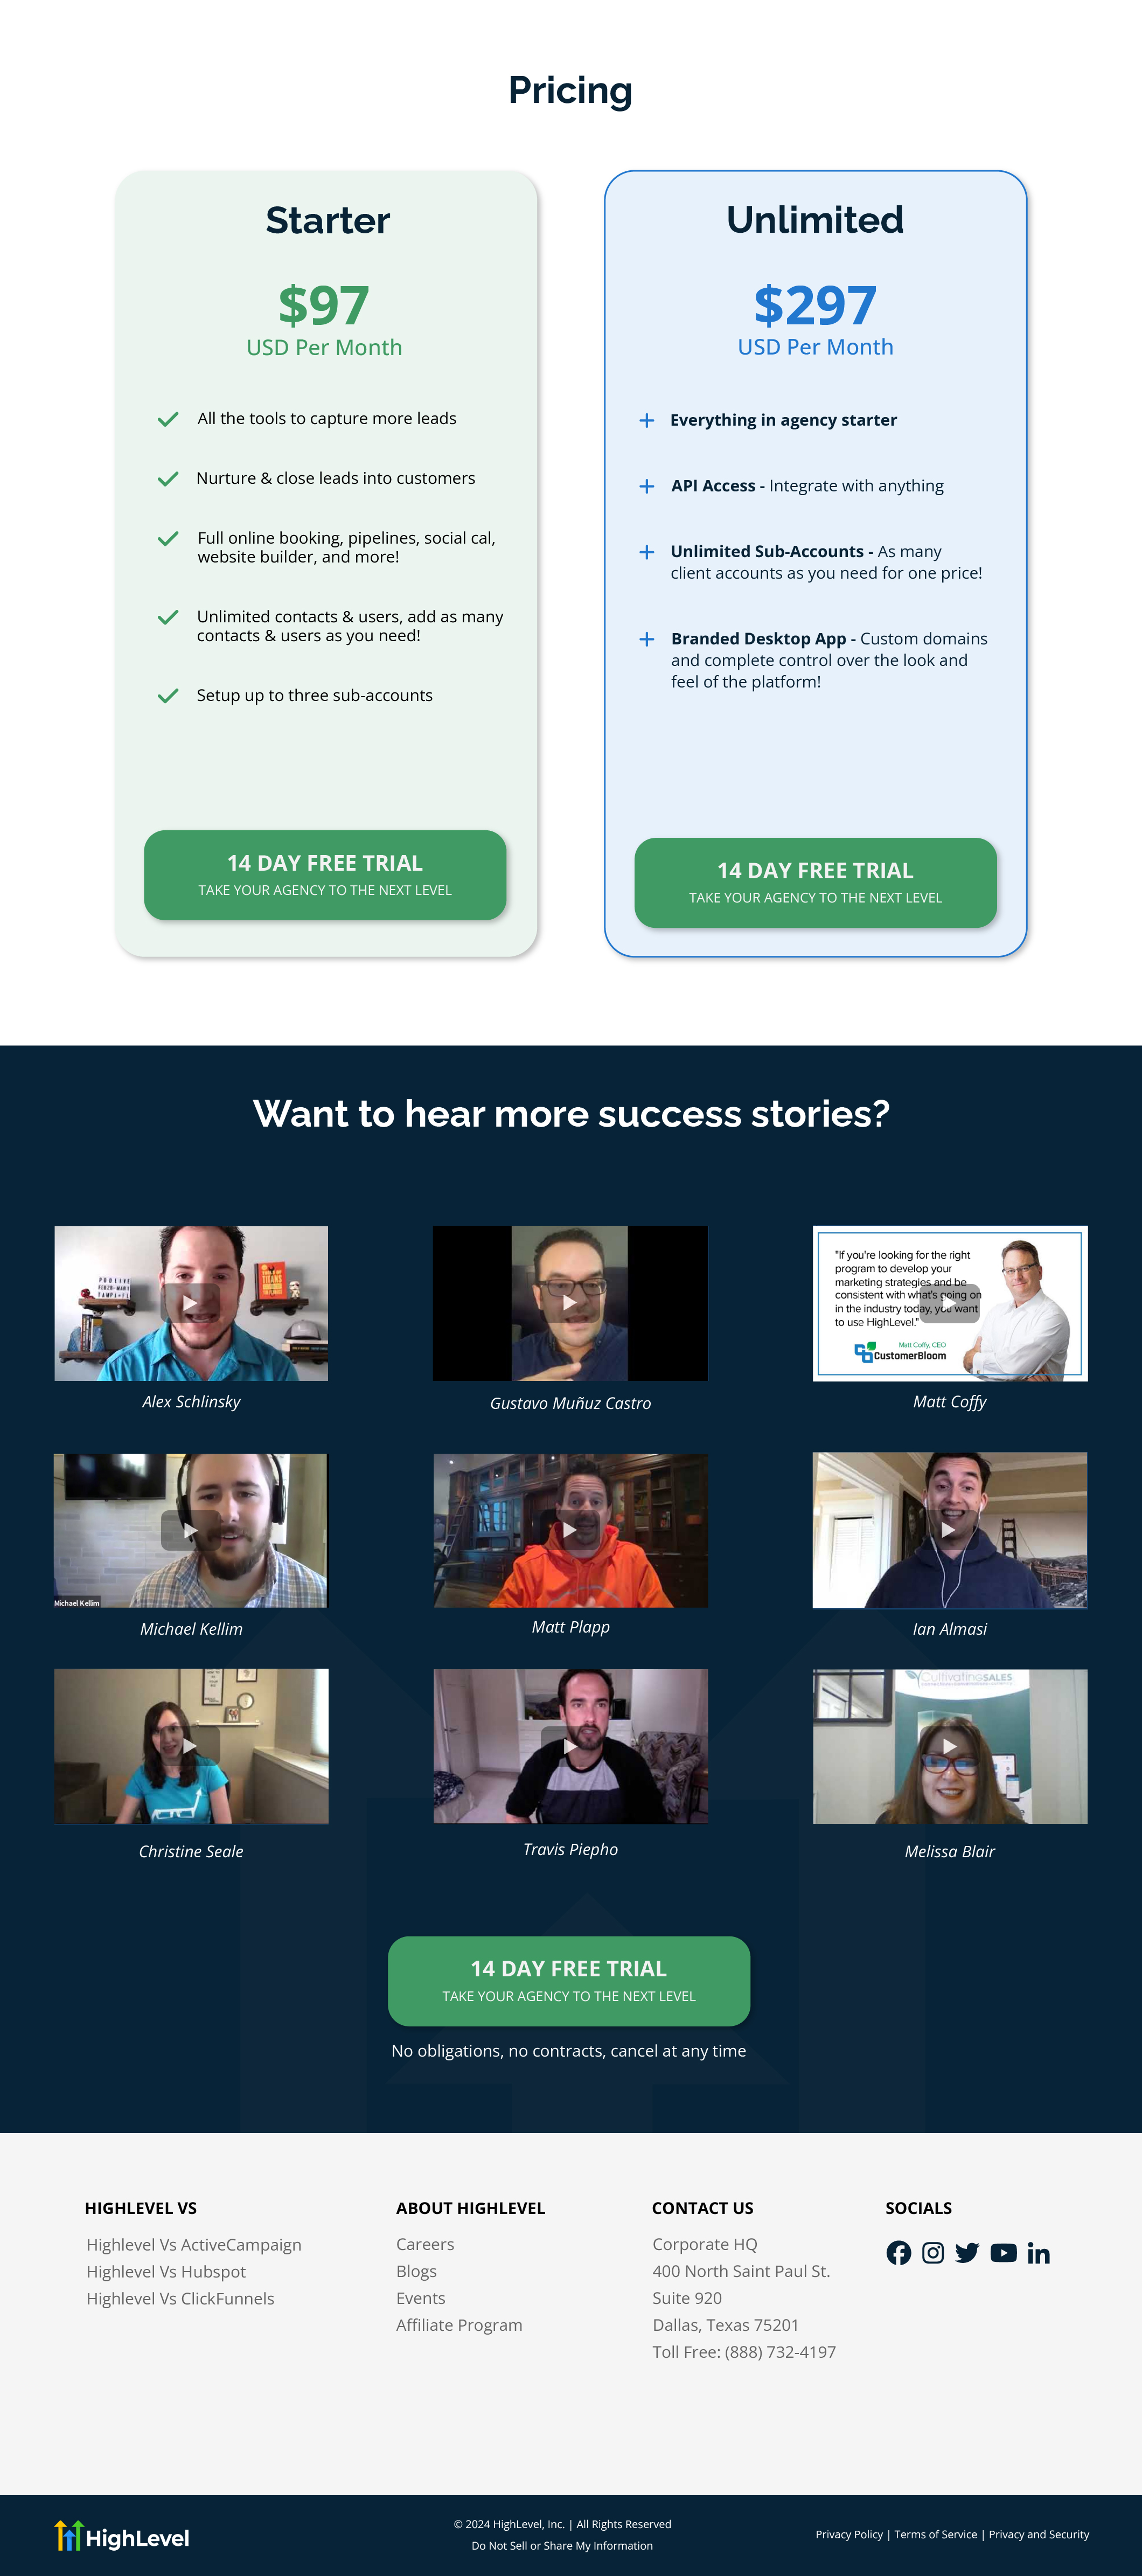 Pricing
Starter
$97
USD Per Month
All the tools to capture more leads
Nurture & close leads into customers
Full online booking, pipelines, social cal,
website builder, and more!
Unlimited contacts & users, add as many
contacts & users as you need!
Setup up to three sub-accounts
14 DAY FREE TRIAL
TAKE YOUR AGENCY TO THE NEXT LEVEL
Unlimited
$297
USD Per Month
Everything in agency starter
API Access - Integrate with anything
Unlimited Sub-Accounts - As many
client accounts as you need for one price!
Branded Desktop App - Custom domains
and complete control over the look and
feel of the platform!
14 DAY FREE TRIAL
TAKE YOUR AGENCY TO THE NEXT LEVEL
Want to hear more success stories?
TITANS
"If you're looking for the right
program to develop your
marketing strategies and be
consistent with what's going on
in the industry today, you want
to use HighLevel."
Matt Coffy, CEO
CustomerBloom
Alex Schlinsky
Gustavo Muñuz Castro
Matt Coffy
Michael Kellim
Michael Kellim
Matt Plapp
Ian Almasi
CultivatingSALES
Christine Seale
Travis Piepho
Melissa Blair
14 DAY FREE TRIAL
TAKE YOUR AGENCY TO THE NEXT LEVEL
No obligations, no contracts, cancel at any time
HIGHLEVEL VS
Highlevel Vs ActiveCampaign
Highlevel Vs Hubspot
Highlevel Vs ClickFunnels
ABOUT HIGHLEVEL
Careers
Blogs
Events
Affiliate Program
CONTACT US
Corporate HQ
400 North Saint Paul St.
Suite 920
Dallas, Texas 75201
Toll Free: (888) 732-4197
SOCIALS
HighLevel
© 2024 HighLevel, Inc. | All Rights Reserved
Do Not Sell or Share My Information
Privacy Policy | Terms of Service | Privacy and Security